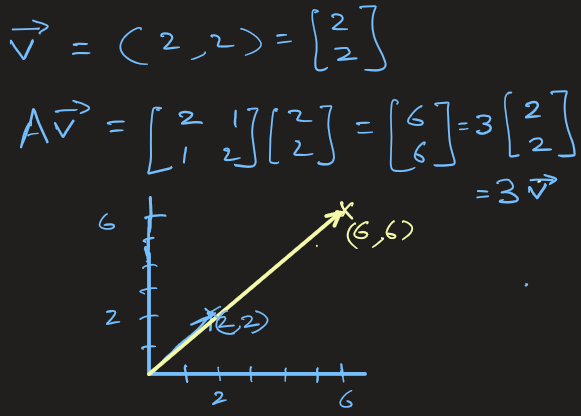 v⃗ = (2,2) = [2 2]
Av⃗ = [2 1 1 2] [2 2] = [6 6] = 3 [2 2]
= 3v⃗
6
(6,6)
2
(2,2)
2 6